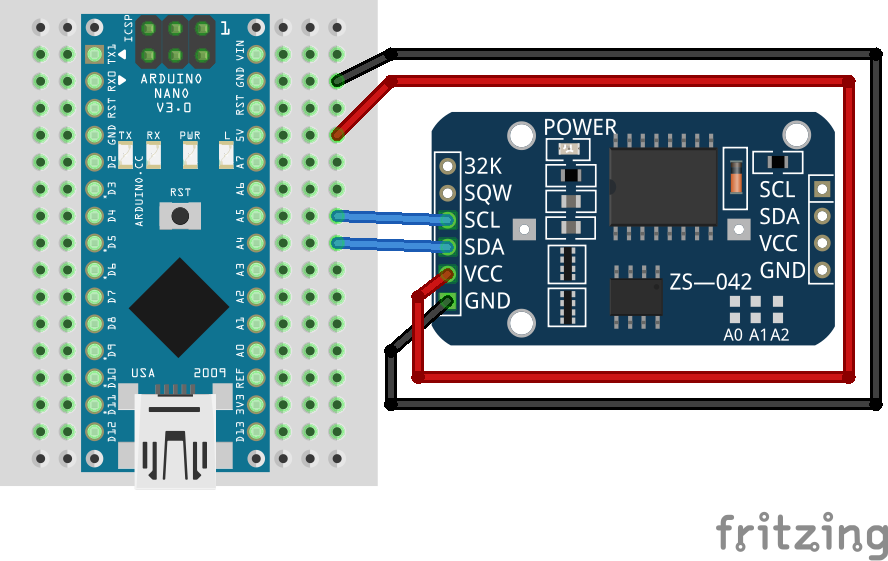 ICSP
1
ARDUINO
NANO
V3.0
TX
RX
PWR
L
ARDUINO.CC
RST
USA
2009
TX1
RX0
RST
GND
D2
D3
D4
D5
D6
D7
D8
D9
D10
D11
D12
VIN
GND
RST
5V
A7
A6
A5
A4
A3
A2
A1
A0
REF
3V3
D13
POWER
32K
SQW
SCL
SDA
VCC
GND
SCL
SDA
VCC
GND
ZS—042
A0 A1 A2
fritzing